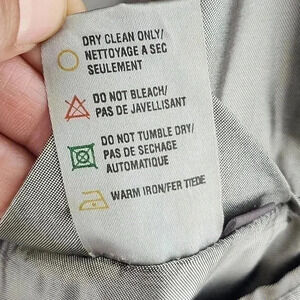 DRY CLEAN ONLY/
NETTOYAGE A SEC
SEULEMENT
DO NOT BLEACH/
PAS DE JAVELLISANT
DO NOT TUMBLE DRY/
PAS DE SECHAGE
AUTOMATIQUE
WARM IRON/FER TIEDE